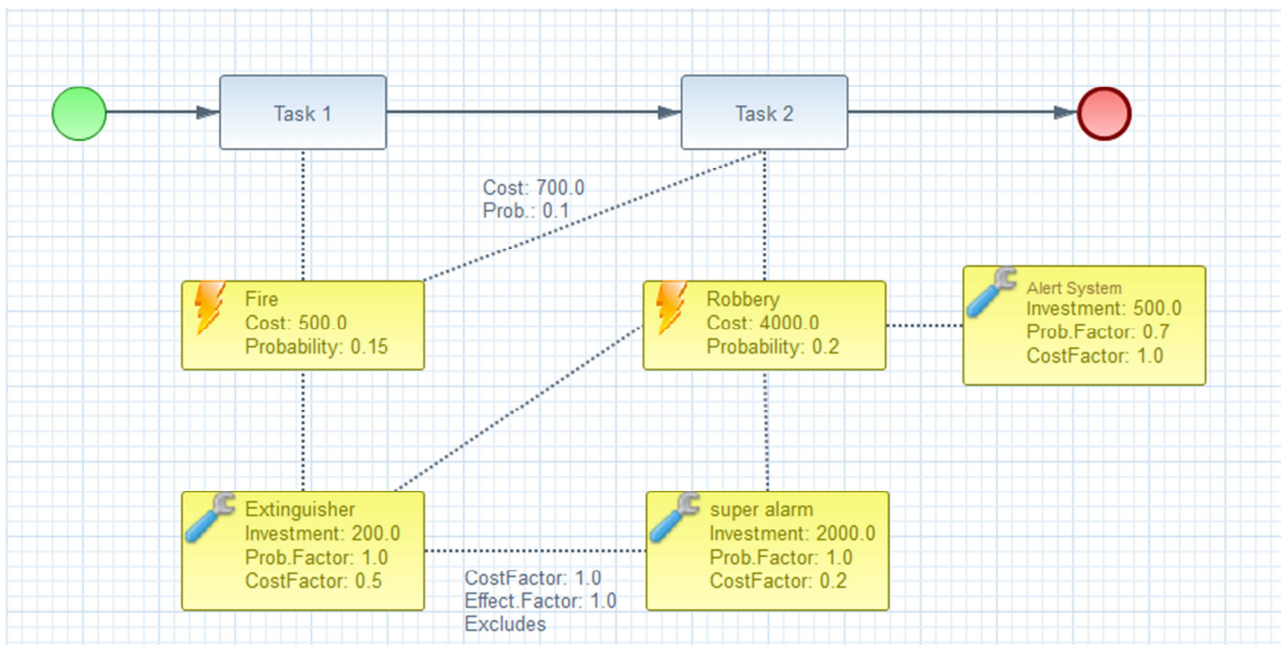 Task 1
Task 2
Cost: 700.0
Prob.: 0.1
Fire
Cost: 500.0
Probability: 0.15
Robbery
Cost: 4000.0
Probability: 0.2
Alert System
Investment: 500.0
Prob.Factor: 0.7
CostFactor: 1.0
Extinguisher
Investment: 200.0
Prob.Factor: 1.0
CostFactor: 0.5
CostFactor: 1.0
Effect.Factor: 1.0
Excludes
super alarm
Investment: 2000.0
Prob.Factor: 1.0
CostFactor: 0.2